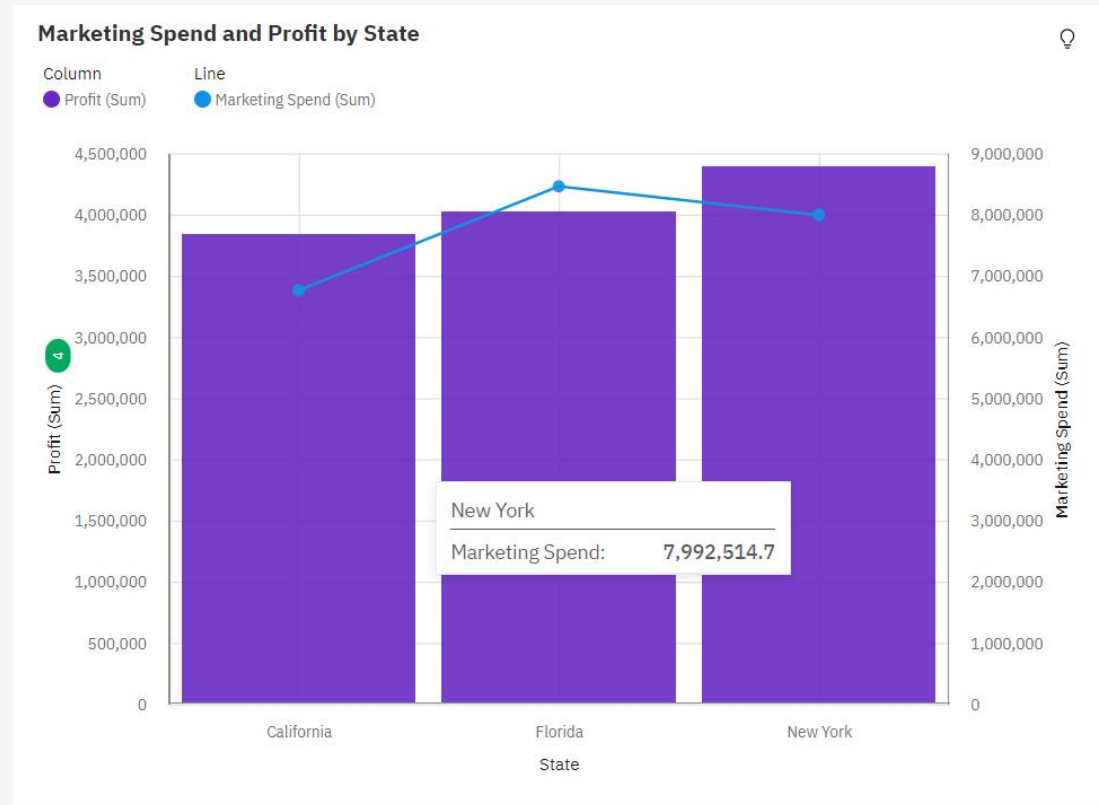 Marketing Spend and Profit by State
Column Line
Profit (Sum) Marketing Spend (Sum)
4,500,000 9,000,000
4,000,000 8,000,000
3,500,000 7,000,000
3,000,000 6,000,000
2,500,000 5,000,000
2,000,000 4,000,000
1,500,000 3,000,000
1,000,000 2,000,000
500,000 1,000,000
0 0
Profit (Sum) 4
Marketing Spend (Sum)
New York
Marketing Spend: 7,992,514.7
California Florida New York
State